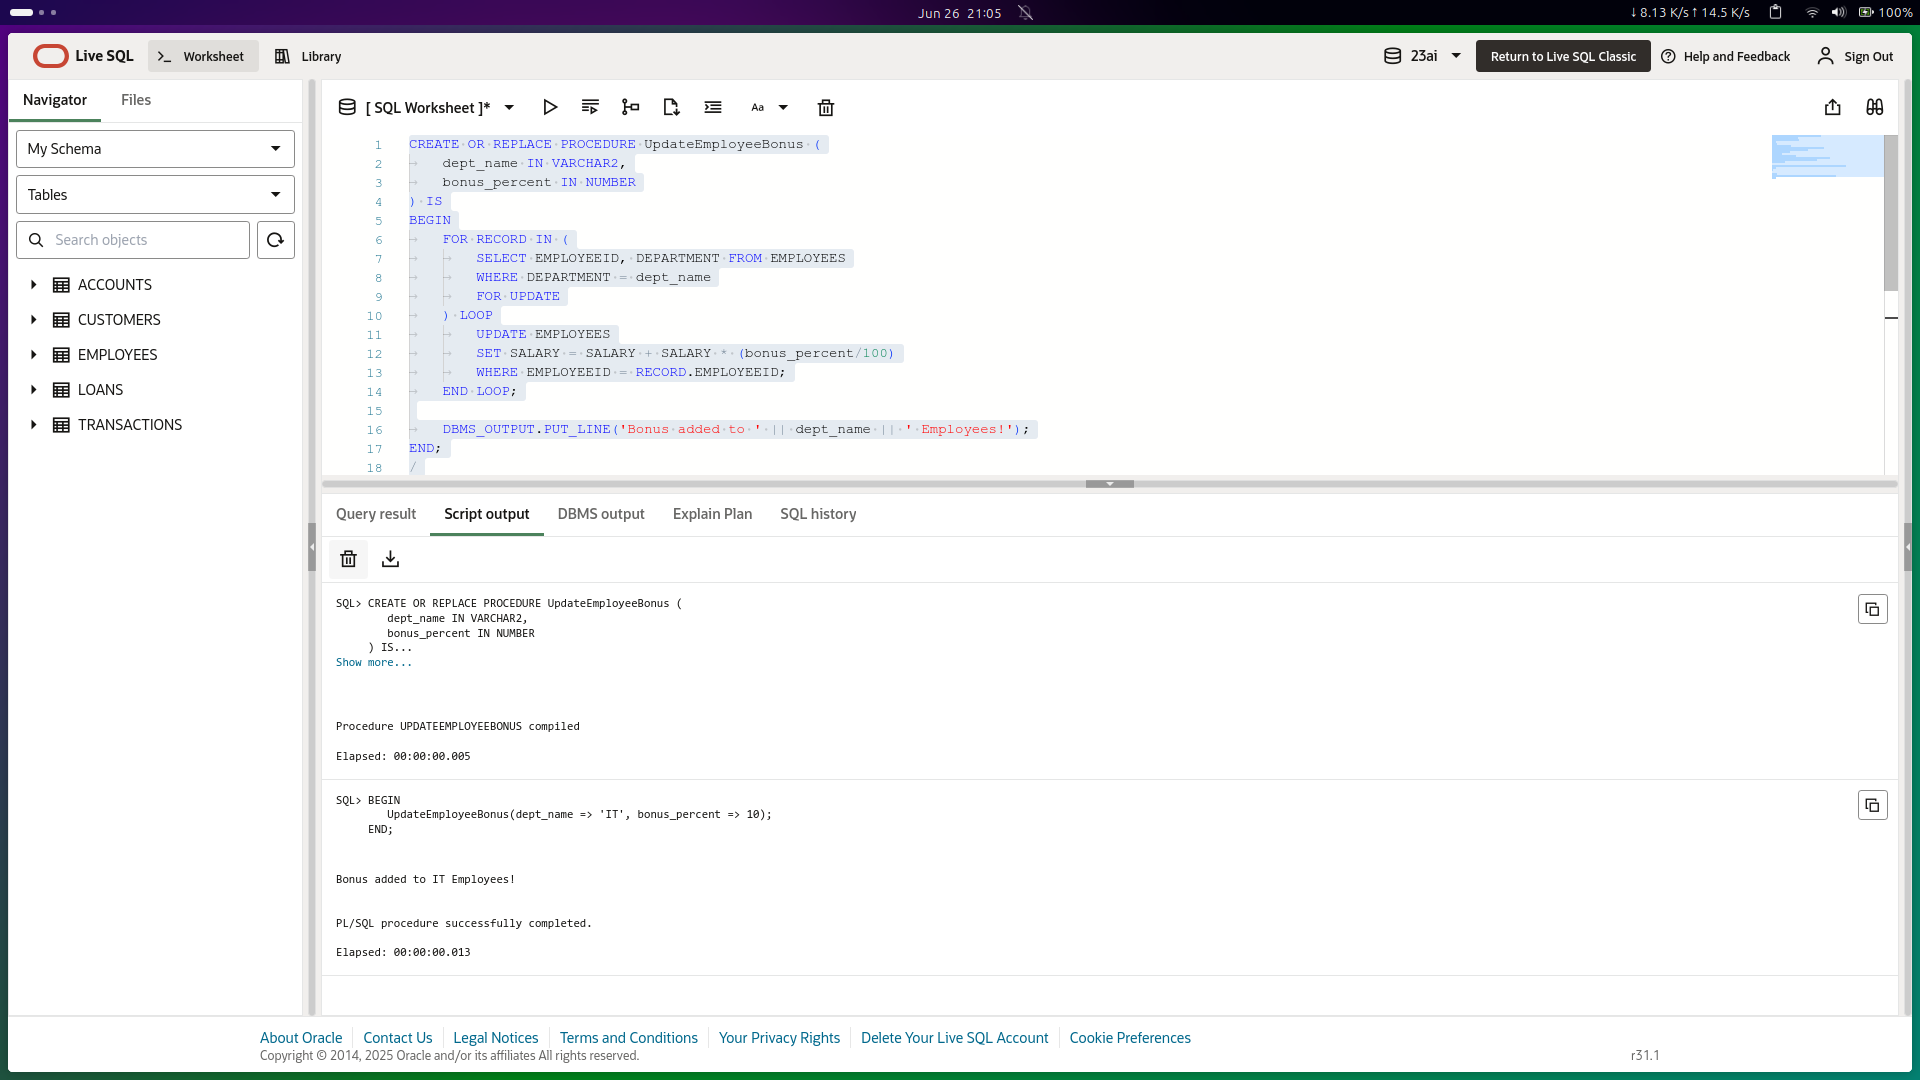 Jun 26 21:05
↓ 8.13 K/s ↑ 14.5 K/s
100%
Live SQL
Worksheet
Library
23ai
Return to Live SQL Classic
Help and Feedback
Sign Out
Navigator
Files
My Schema
Tables
Search objects
ACCOUNTS
CUSTOMERS
EMPLOYEES
LOANS
TRANSACTIONS
[ SQL Worksheet ]*
Aa
1 CREATE OR REPLACE PROCEDURE UpdateEmployeeBonus (
2     dept_name IN VARCHAR2,
3     bonus_percent IN NUMBER
4 ) IS
5 BEGIN
6     FOR RECORD IN (
7         SELECT EMPLOYEEID, DEPARTMENT FROM EMPLOYEES
8         WHERE DEPARTMENT = dept_name
9         FOR UPDATE
10     ) LOOP
11         UPDATE EMPLOYEES
12         SET SALARY = SALARY + SALARY * (bonus_percent/100)
13         WHERE EMPLOYEEID = RECORD.EMPLOYEEID;
14     END LOOP;
15
16     DBMS_OUTPUT.PUT_LINE('Bonus added to ' || dept_name || ' Employees!');
17 END;
18 /
Query result
Script output
DBMS output
Explain Plan
SQL history
SQL> CREATE OR REPLACE PROCEDURE UpdateEmployeeBonus (
dept_name IN VARCHAR2,
bonus_percent IN NUMBER
) IS...
Show more...
Procedure UPDATEEMPLOYEEBONUS compiled
Elapsed: 00:00:00.005
SQL> BEGIN
UpdateEmployeeBonus(dept_name => 'IT', bonus_percent => 10);
END;
Bonus added to IT Employees!
PL/SQL procedure successfully completed.
Elapsed: 00:00:00.013
About Oracle
Contact Us
Legal Notices
Terms and Conditions
Your Privacy Rights
Delete Your Live SQL Account
Cookie Preferences
Copyright © 2014, 2025 Oracle and/or its affiliates All rights reserved.
r31.1